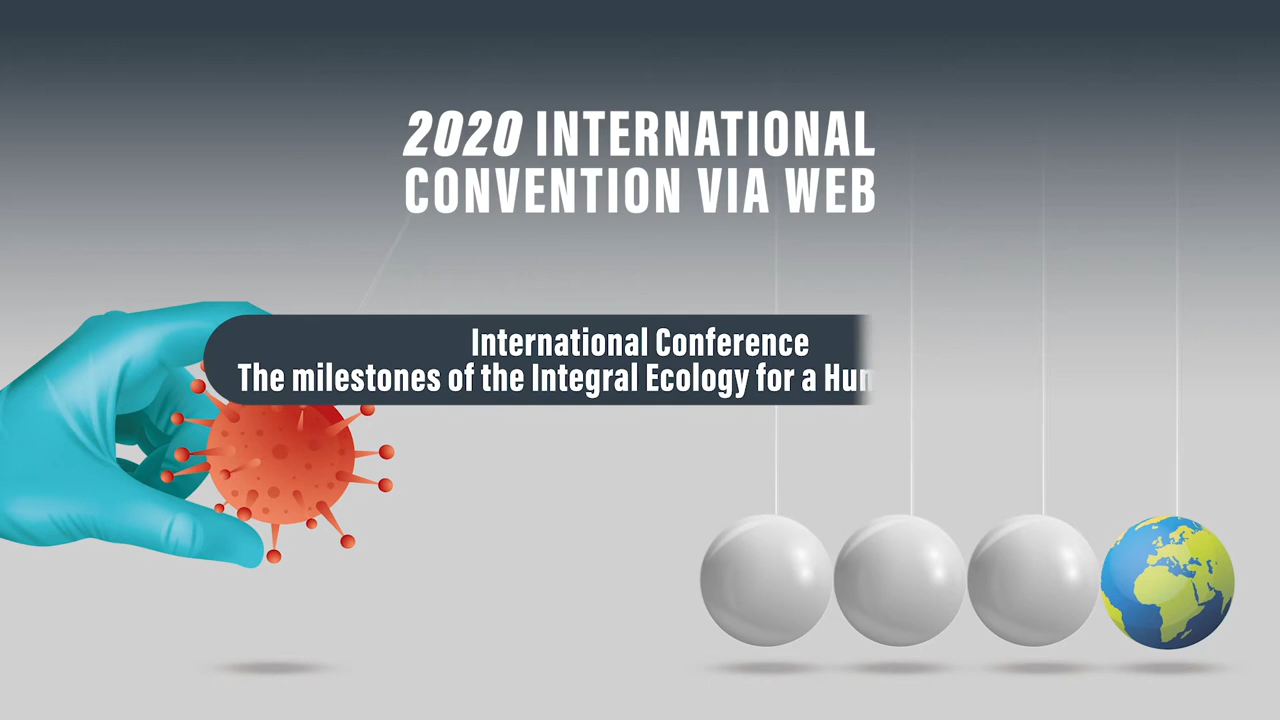 2020 INTERNATIONAL
CONVENTION VIA WEB
International Conference
The milestones of the Integral Ecology for a